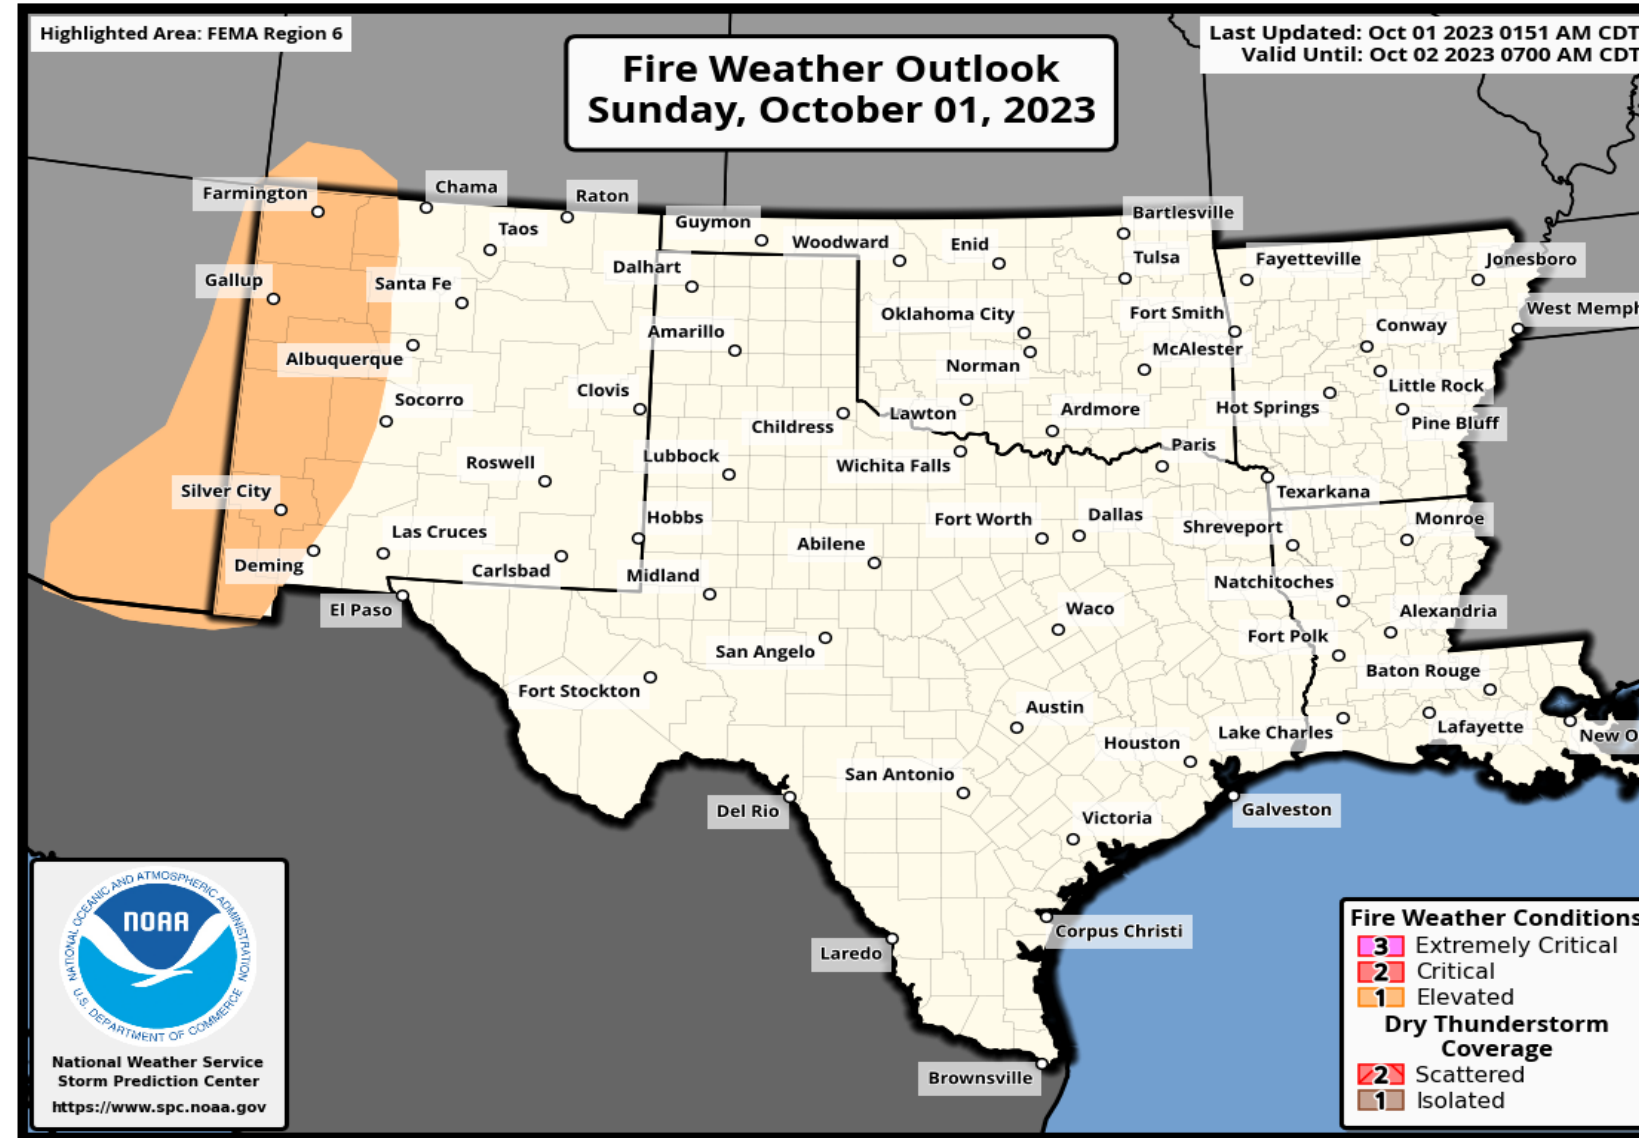 Highlighted Area: FEMA Region 6
Last Updated: Oct 01 2023 0151 AM CDT
Valid Until: Oct 02 2023 0700 AM CDT
Fire Weather Outlook
Sunday, October 01, 2023
Farmington
Chama
Raton
Taos
Guymon
Woodward
Enid
Bartlesville
Tulsa
Fayetteville
Jonesboro
Gallup
Santa Fe
Dalhart
Amarillo
Oklahoma City
Fort Smith
West Memph
Albuquerque
Norman
McAlester
Conway
Socorro
Clovis
Childress
Lawton
Ardmore
Hot Springs
Little Rock
Pine Bluff
Roswell
Lubbock
Wichita Falls
Paris
Silver City
Texarkana
Las Cruces
Hobbs
Fort Worth
Dallas
Shreveport
Monroe
Deming
Carlsbad
Midland
Abilene
Natchitoches
El Paso
Waco
Alexandria
San Angelo
Fort Polk
Fort Stockton
Baton Rouge
Austin
Lake Charles
Lafayette
New O
Houston
San Antonio
Del Rio
Galveston
Victoria
Corpus Christi
Laredo
Brownsville
NATIONAL OCEANIC AND ATMOSPHERIC ADMINISTRATION
NOAA
U.S. DEPARTMENT OF COMMERCE
National Weather Service
Storm Prediction Center
https://www.spc.noaa.gov
Fire Weather Conditions
3 Extremely Critical
2 Critical
1 Elevated
Dry Thunderstorm
Coverage
2 Scattered
1 Isolated